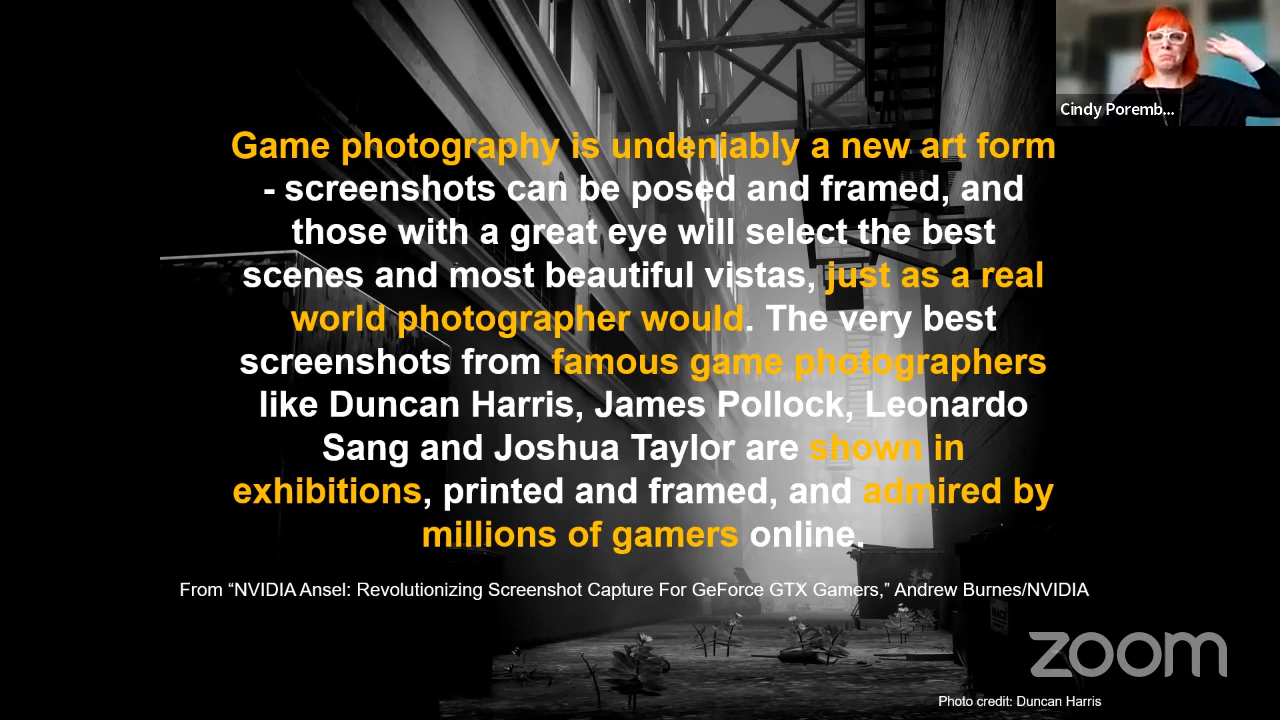 Cindy Poremb...
Game photography is undeniably a new art form
- screenshots can be posed and framed, and
those with a great eye will select the best
scenes and most beautiful vistas, just as a real
world photographer would. The very best
screenshots from famous game photographers
like Duncan Harris, James Pollock, Leonardo
Sang and Joshua Taylor are shown in
exhibitions, printed and framed, and admired by
millions of gamers online.
From “NVIDIA Ansel: Revolutionizing Screenshot Capture For GeForce GTX Gamers,” Andrew Burnes/NVIDIA
zoom
Photo credit: Duncan Harris